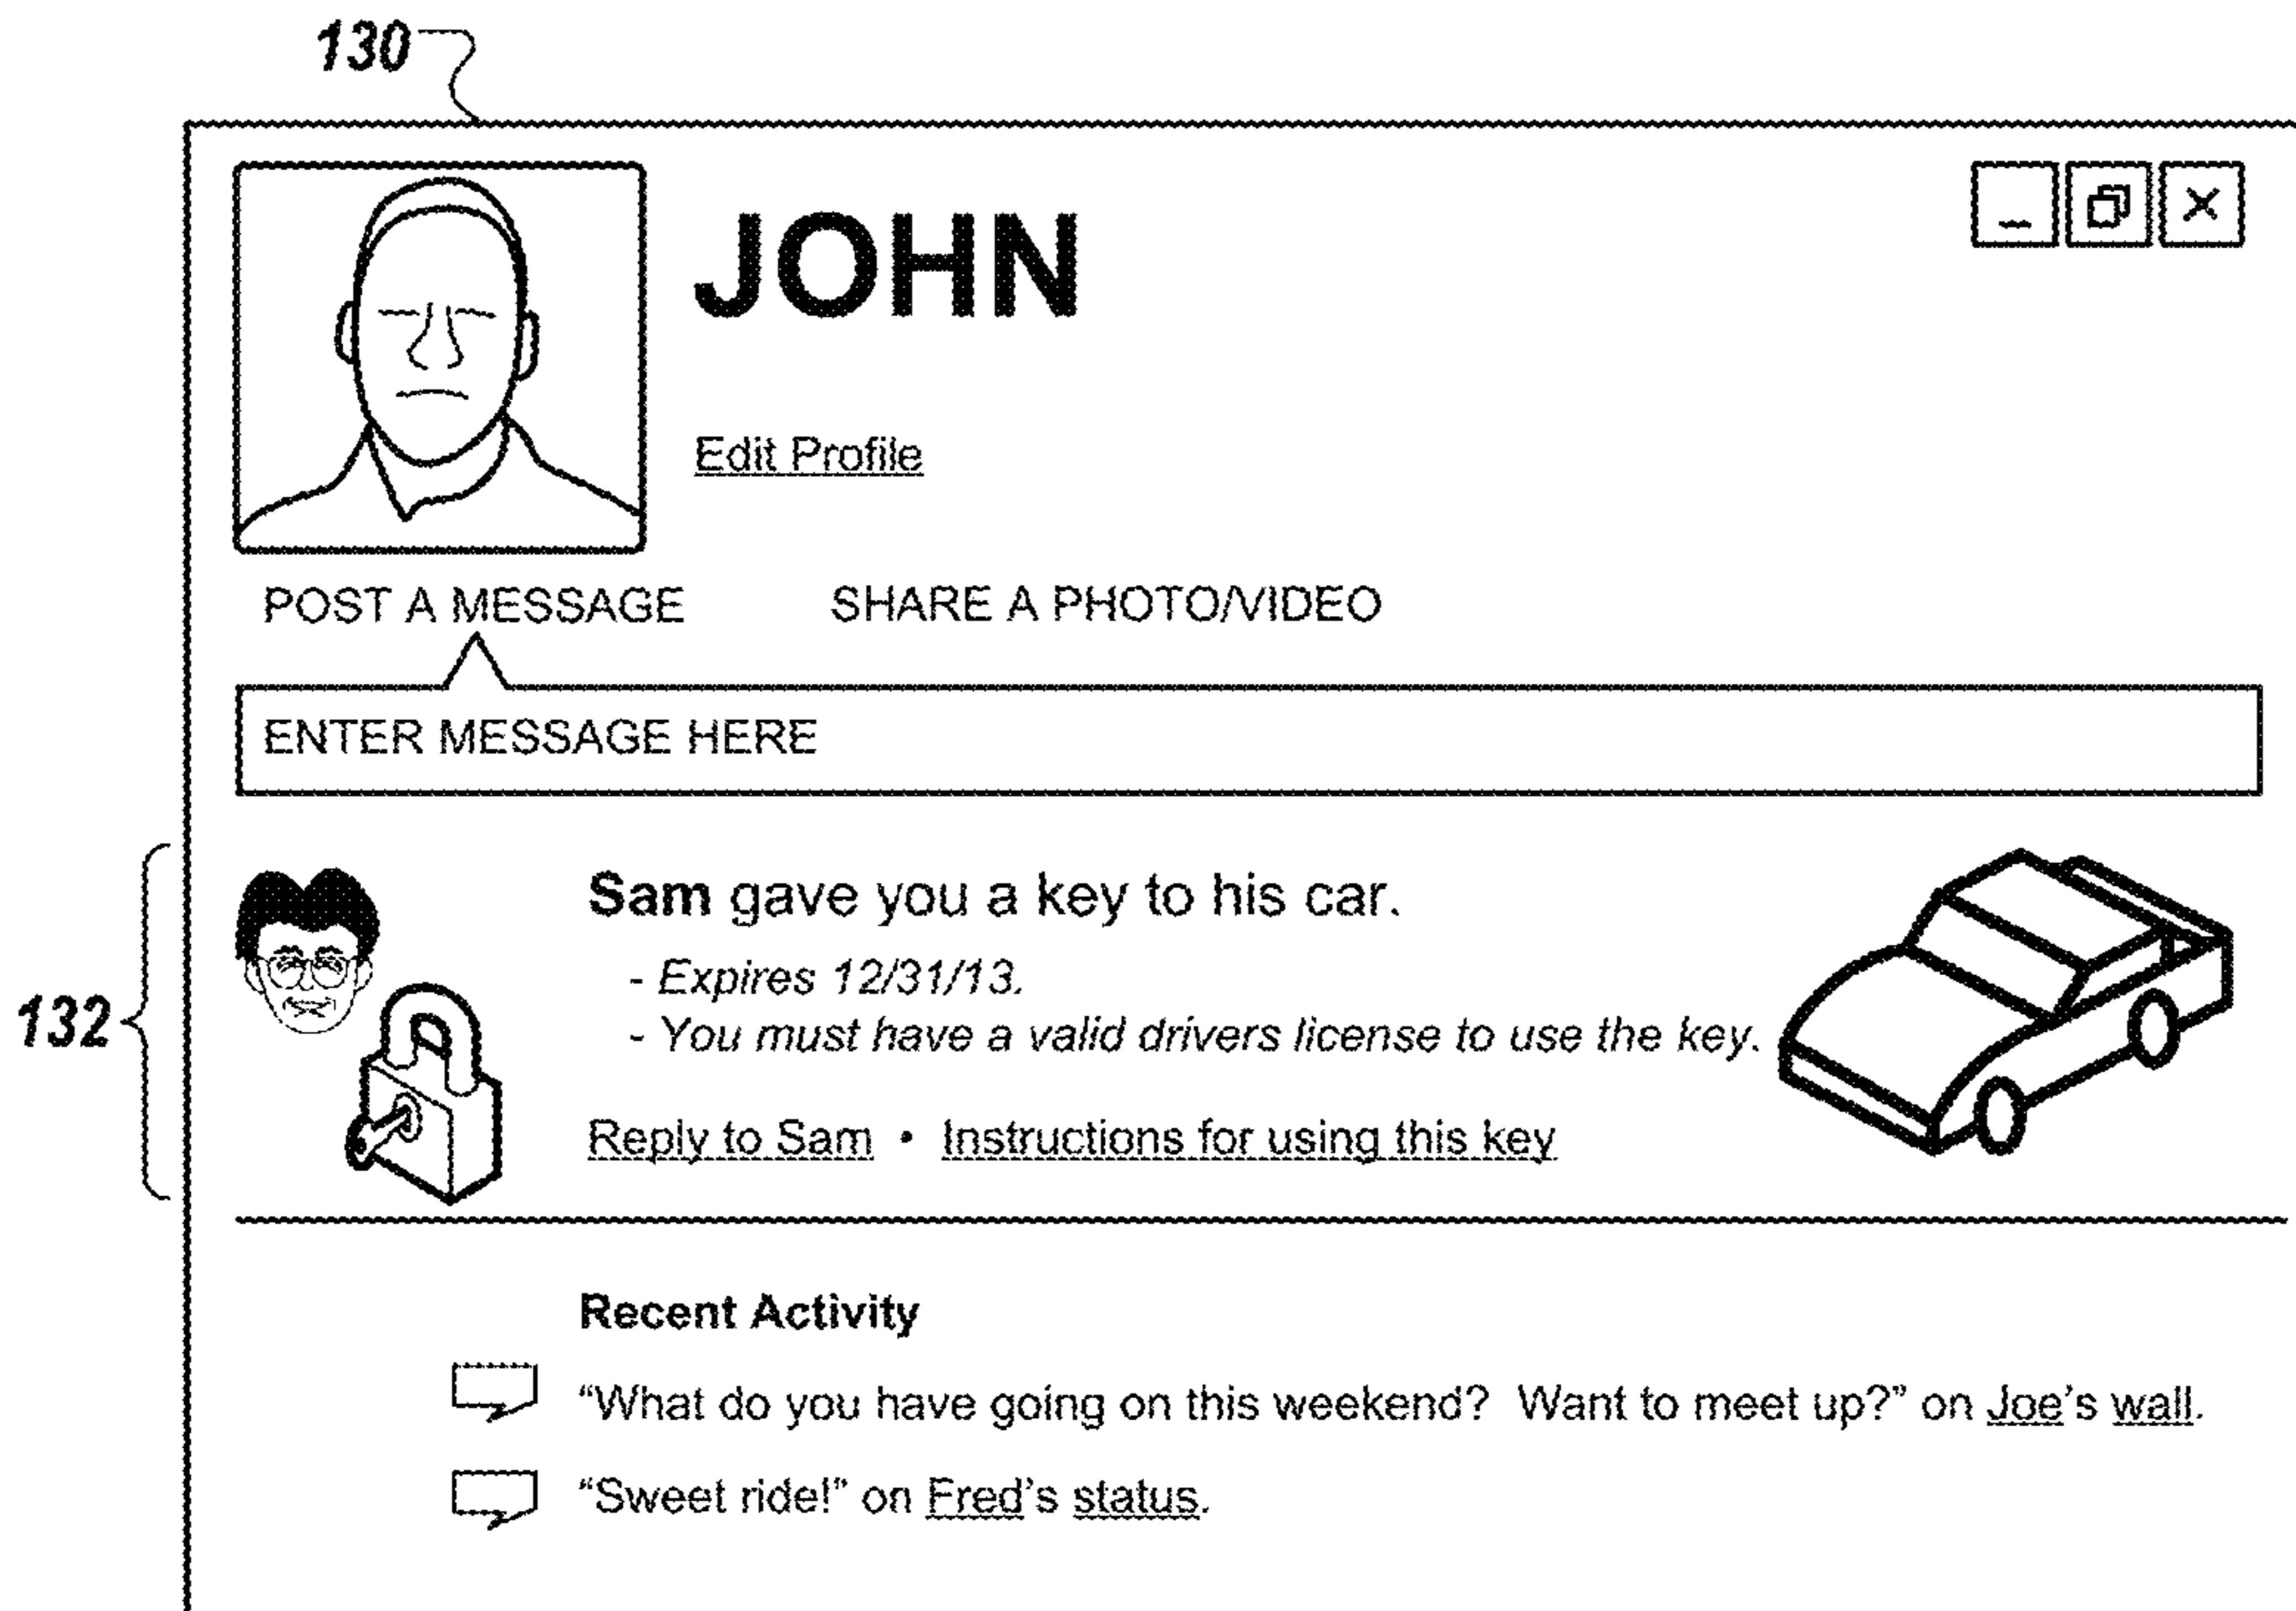 130
JOHN
Edit Profile
POST A MESSAGE SHARE A PHOTO/VIDEO
ENTER MESSAGE HERE
132
Sam gave you a key to his car.
- Expires 12/31/13.
- You must have a valid drivers license to use the key.
Reply to Sam • Instructions for using this key
Recent Activity
“What do you have going on this weekend? Want to meet up?” on Joe's wall.
“Sweet ride!” on Fred's status.